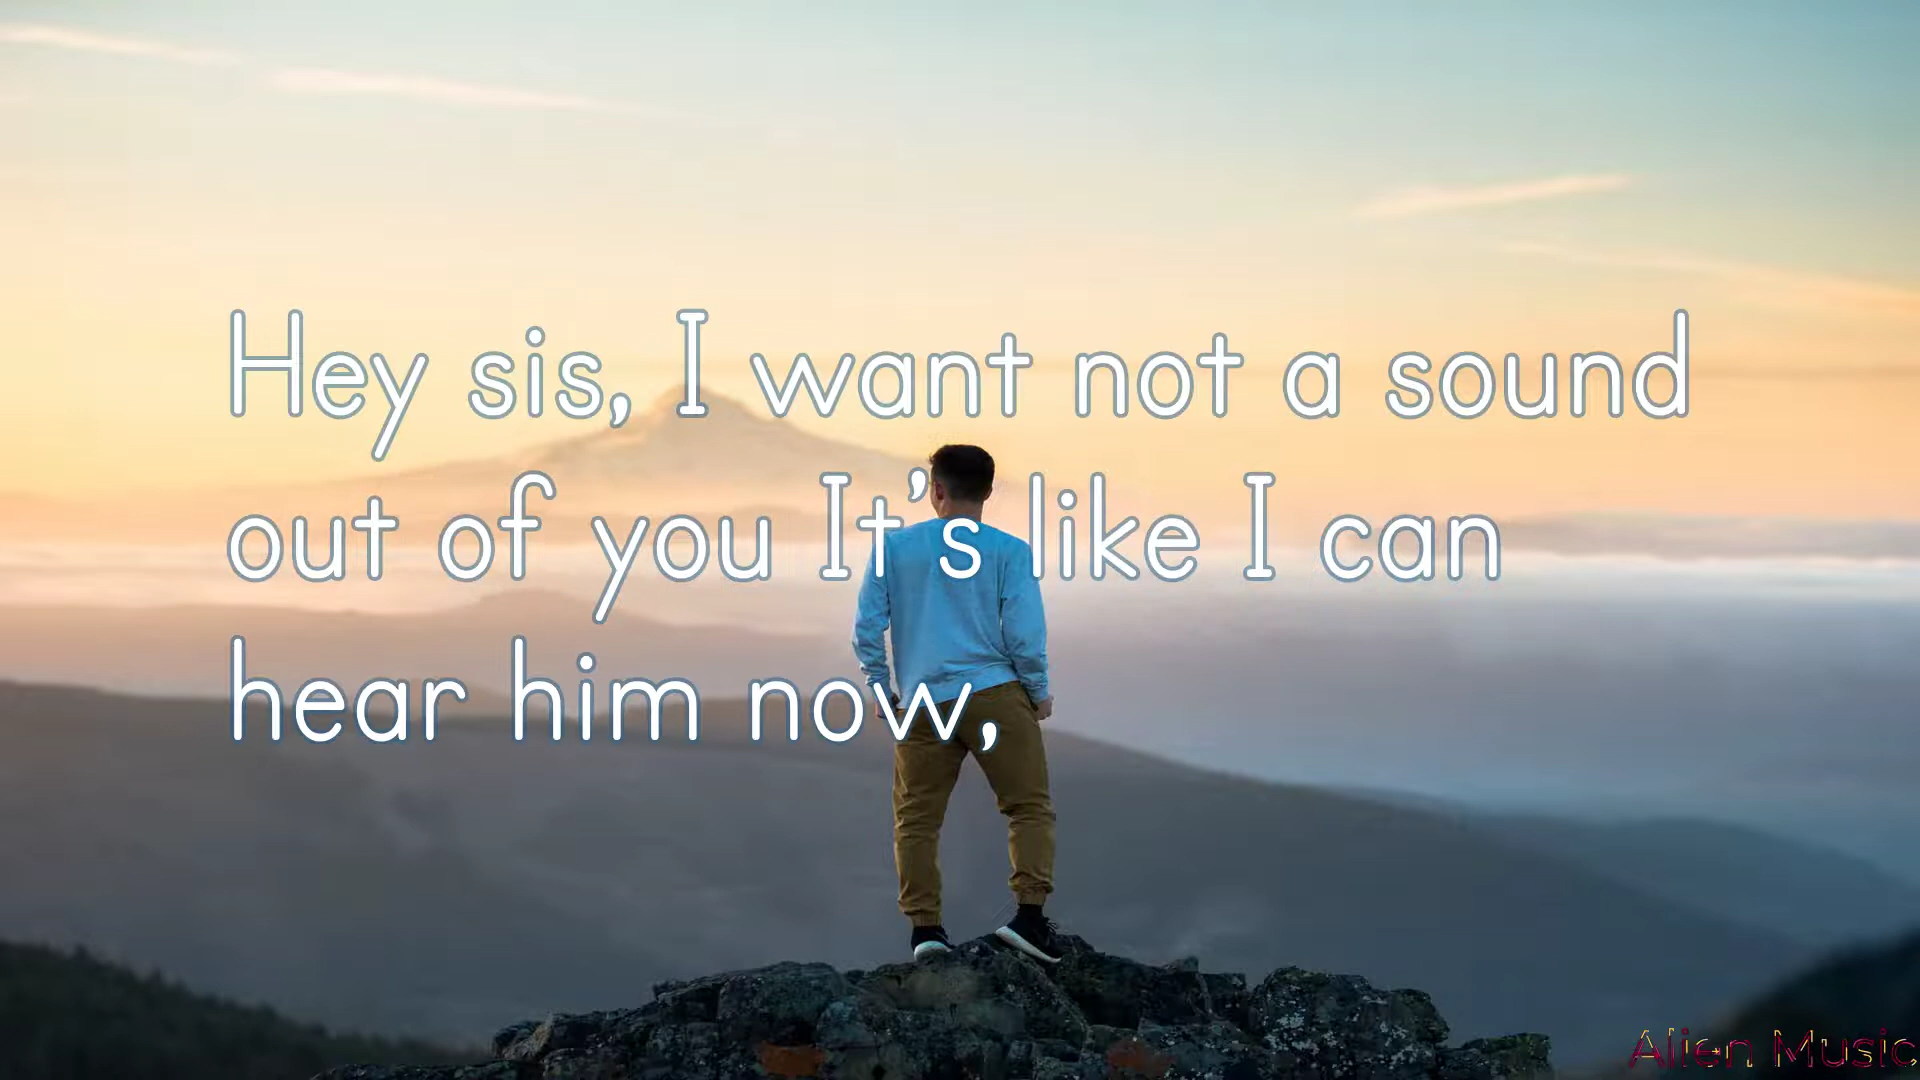 Hey sis, I want not a sound
out of you It's like I can
hear him now,
Alien Music